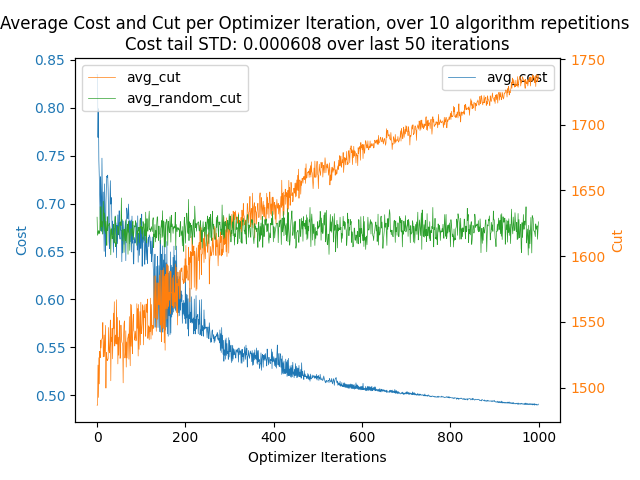 Average Cost and Cut per Optimizer Iteration, over 10 algorithm repetitions
Cost tail STD: 0.000608 over last 50 iterations
avg_cut
avg_random_cut
avg_cost
0.85
0.80
0.75
0.70
0.65
0.60
0.55
0.50
Cost
1750
1700
1650
1600
1550
1500
Cut
0
200
400
600
800
1000
Optimizer Iterations